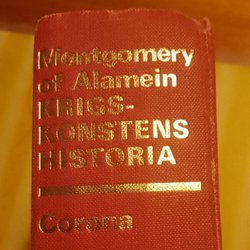 Montgomery
of Alamein
KRIGS-
KONSTENS
HISTORIA
Corona